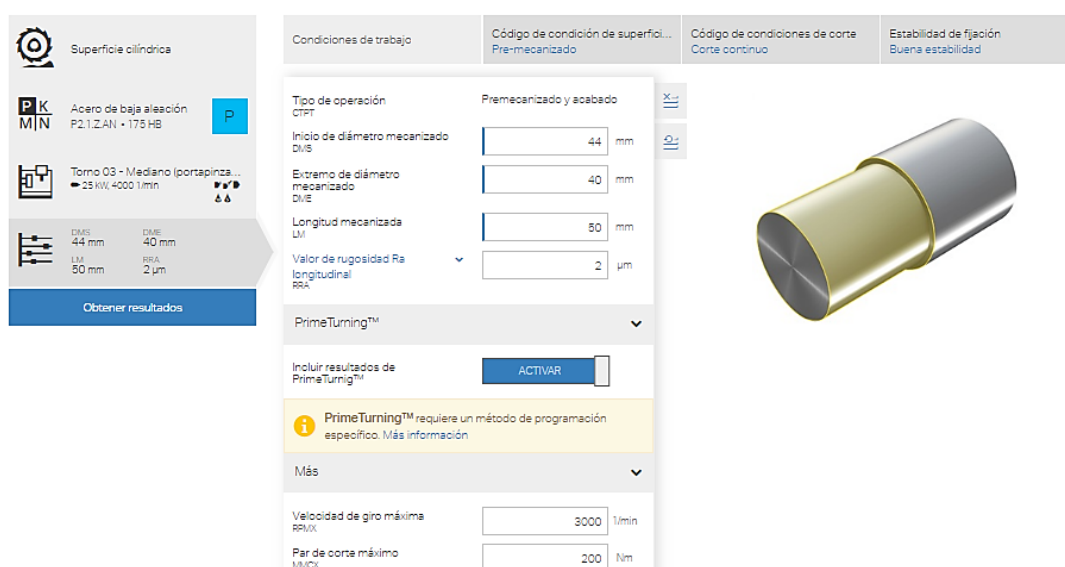 Superficie cilíndrica
P K
M N
Acero de baja aleación
P2.1.Z.AN • 175 HB
P
Torno 03 - Mediano (portapinza...
25 kW, 4000 1/min
DMS
44 mm
DME
40 mm
LM
50 mm
RRA
2 µm
Obtener resultados
Condiciones de trabajo
Código de condición de superfici...
Pre-mecanizado
Código de condiciones de corte
Corte continuo
Estabilidad de fijación
Buena estabilidad
Tipo de operación
CTPT
Premecanizado y acabado
Inicio de diámetro mecanizado
DMS
44 mm
Extremo de diámetro
mecanizado
DME
40 mm
Longitud mecanizada
LM
50 mm
Valor de rugosidad Ra
longitudinal
RRA
2 µm
PrimeTurning™
Incluir resultados de
PrimeTurnig™
ACTIVAR
PrimeTurning™ requiere un método de programación
específico. Más información
Más
Velocidad de giro máxima
RPMX
3000 1/min
Par de corte máximo
MMCX
200 Nm